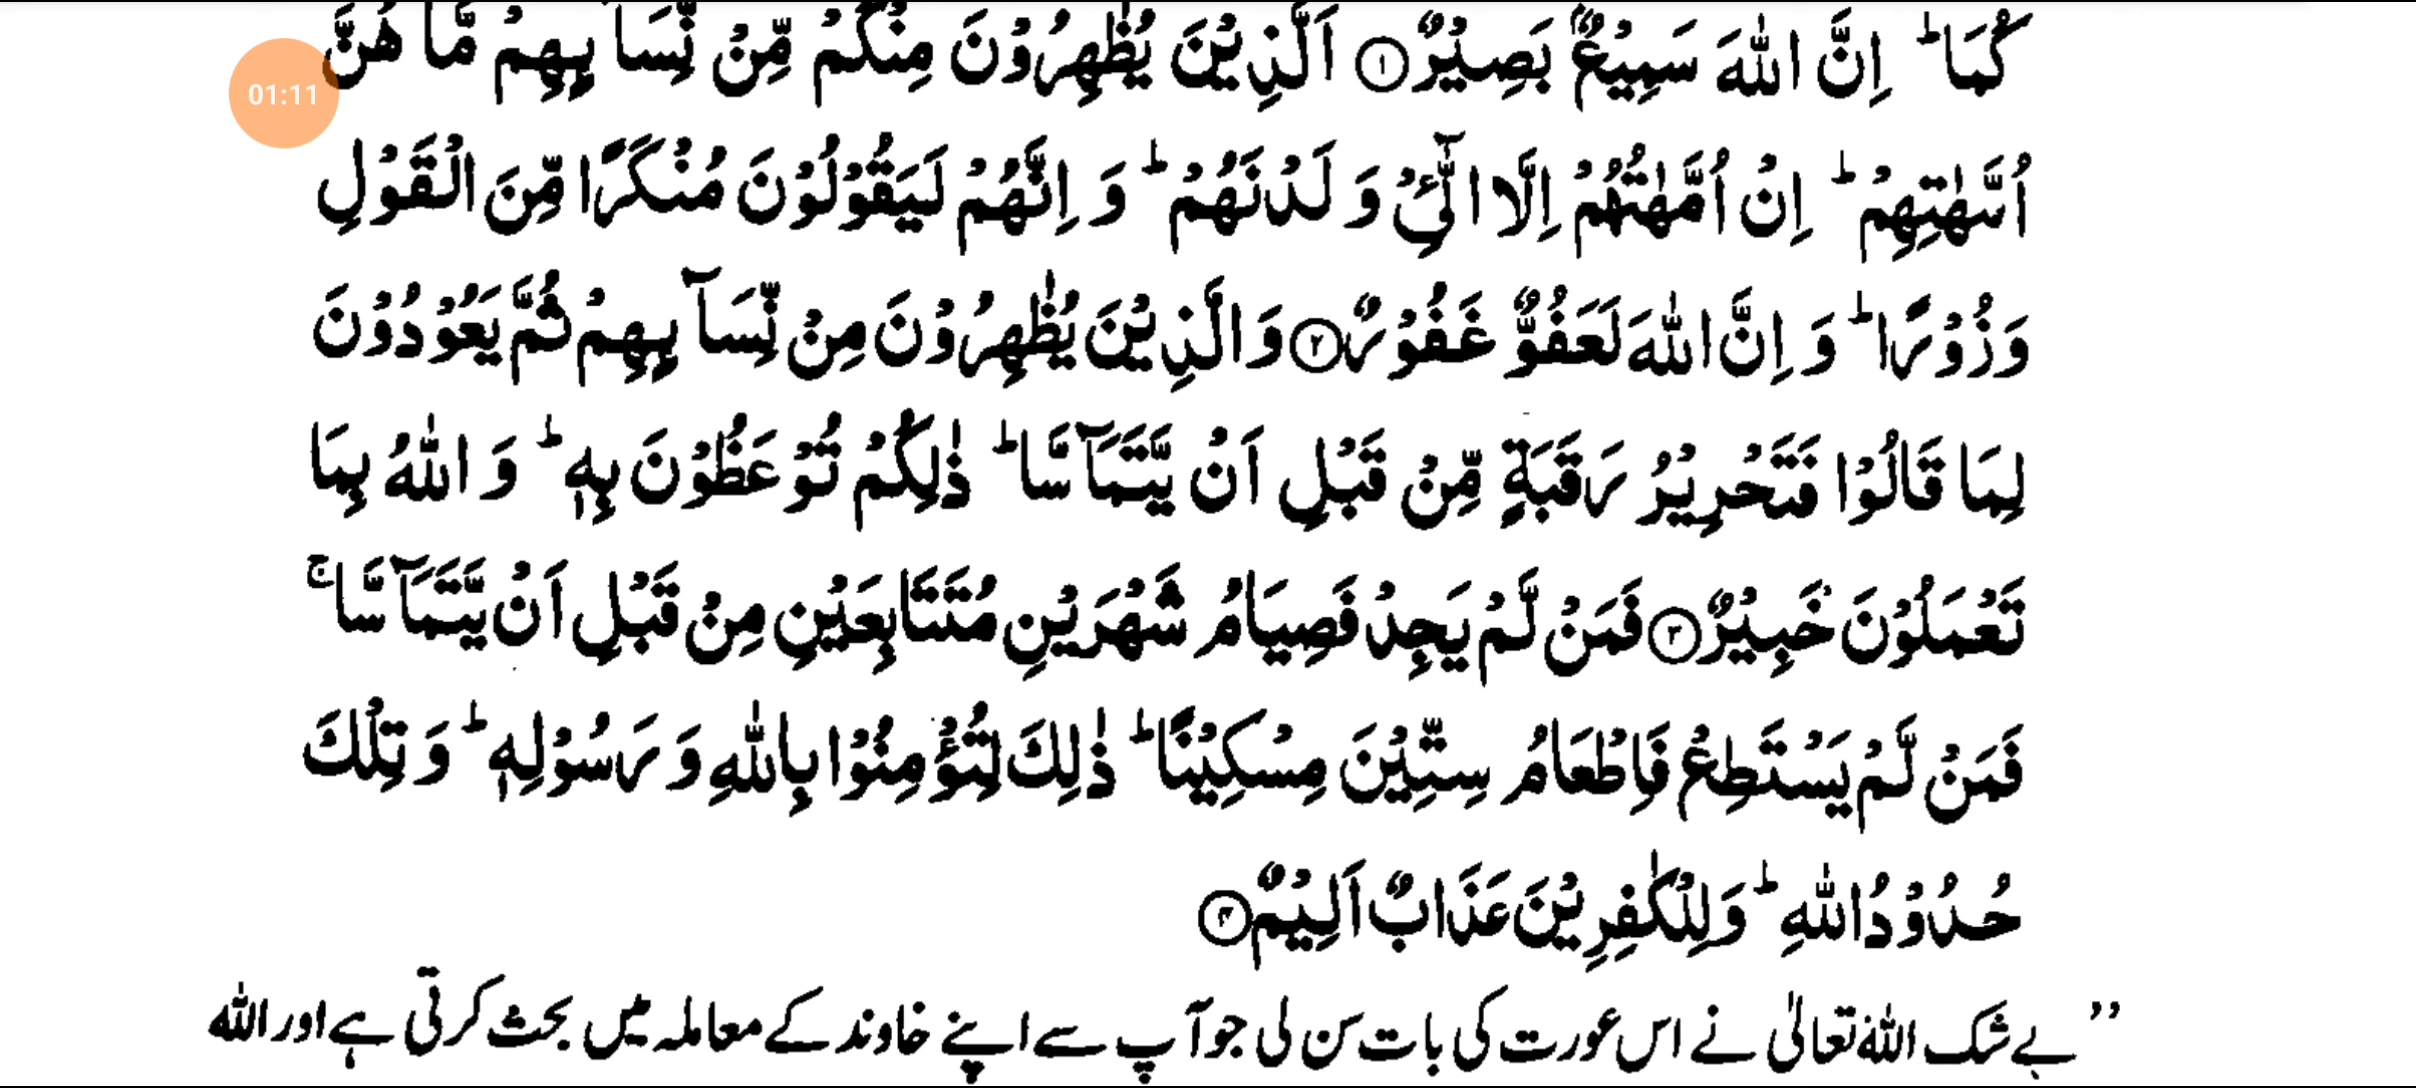 01:11
كُمَا ؕ اِنَّ اللّٰهَ سَمِيْعٌۢ بَصِيْرٌ ① اَلَّذِيْنَ يُظٰهِرُوْنَ مِنْكُمْ مِّنْ نِّسَآئِهِمْ مَّا هُنَّ
اُمَّهٰتِهِمْ ؕ اِنْ اُمَّهٰتُهُمْ اِلَّا الّٰٓئِيْ وَلَدْنَهُمْ ؕ وَ اِنَّهُمْ لَيَقُوْلُوْنَ مُنْكَرًا مِّنَ الْقَوْلِ
وَزُوْرًا ؕ وَ اِنَّ اللّٰهَ لَعَفُوٌّ غَفُوْرٌ ② وَالَّذِيْنَ يُظٰهِرُوْنَ مِنْ نِّسَآئِهِمْ ثُمَّ يَعُوْدُوْنَ
لِمَا قَالُوْا فَتَحْرِيْرُ رَقَبَةٍ مِّنْ قَبْلِ اَنْ يَّتَمَآسَّا ؕ ذٰلِكُمْ تُوْعَظُوْنَ بِهٖ ؕ وَ اللّٰهُ بِمَا
تَعْمَلُوْنَ خَبِيْرٌ ③ فَمَنْ لَّمْ يَجِدْ فَصِيَامُ شَهْرَيْنِ مُتَتَابِعَيْنِ مِنْ قَبْلِ اَنْ يَّتَمَآسَّا ۚ
فَمَنْ لَّمْ يَسْتَطِعْ فَاِطْعَامُ سِتِّيْنَ مِسْكِيْنًا ؕ ذٰلِكَ لِتُؤْمِنُوْا بِاللّٰهِ وَ رَسُوْلِهٖ ؕ وَ تِلْكَ
حُدُوْدُ اللّٰهِ ؕ وَلِلْكٰفِرِيْنَ عَذَابٌ اَلِيْمٌ ④
”بے شک اللہ تعالیٰ نے اس عورت کی بات سن لی جو آپ سے اپنے خاوند کے معاملہ میں بحث کرتی ہے اور اللہ